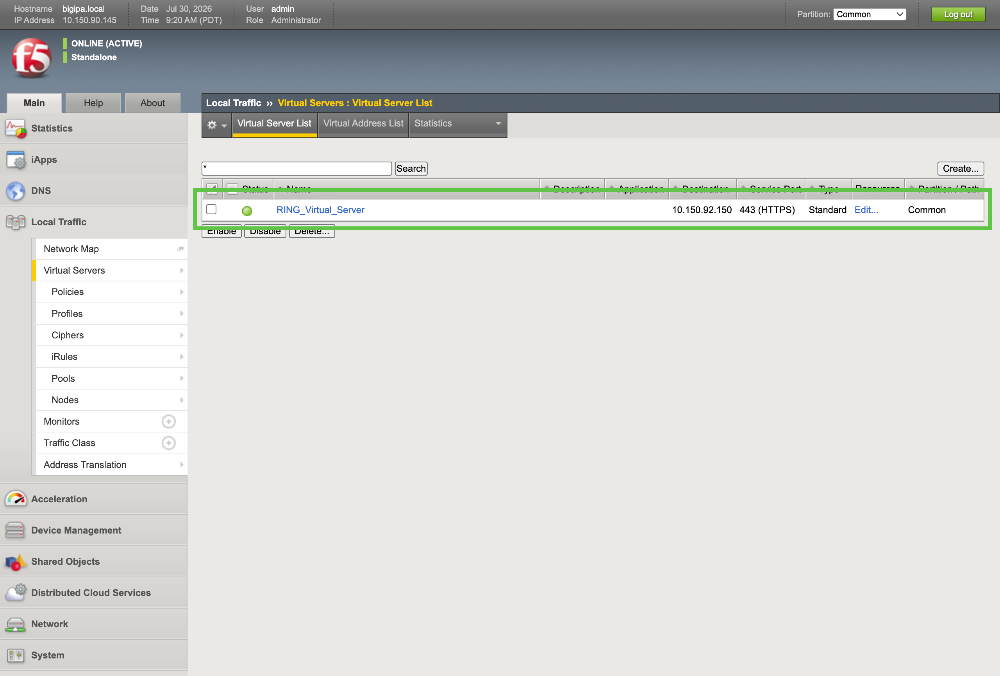 Hostname bigipa.local Date Jul 30, 2026 User admin Partition: Common Log out
IP Address 10.150.90.145 Time 9:20 AM (PDT) Role Administrator
f5
ONLINE (ACTIVE)
Standalone
Main Help About
Local Traffic ›› Virtual Servers : Virtual Server List
Virtual Server List Virtual Address List Statistics
* Search Create...
Status Name Description Application Destination Service Port Type Resources Partition / Path
RING_Virtual_Server 10.150.92.150 443 (HTTPS) Standard Edit... Common
Enable Disable Delete...
Statistics
iApps
DNS
Local Traffic
Network Map
Virtual Servers
Policies
Profiles
Ciphers
iRules
Pools
Nodes
Monitors
Traffic Class
Address Translation
Acceleration
Device Management
Shared Objects
Distributed Cloud Services
Network
System